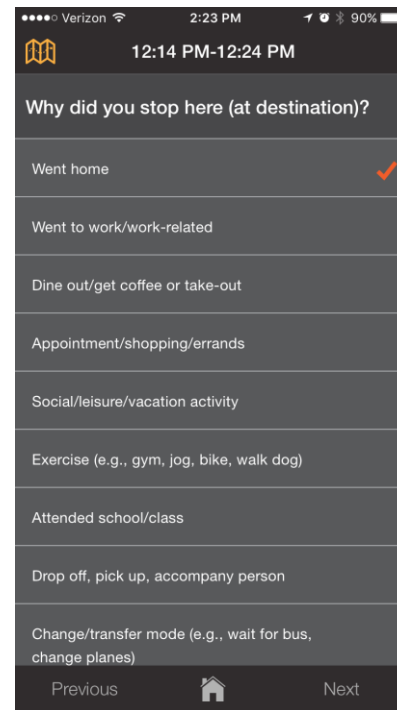 Verizon 2:23 PM 90%
12:14 PM-12:24 PM
Why did you stop here (at destination)?
Went home
Went to work/work-related
Dine out/get coffee or take-out
Appointment/shopping/errands
Social/leisure/vacation activity
Exercise (e.g., gym, jog, bike, walk dog)
Attended school/class
Drop off, pick up, accompany person
Change/transfer mode (e.g., wait for bus,
change planes)
Previous Next